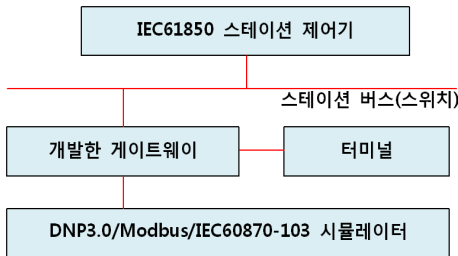 IEC61850 스테이션 제어기
스테이션 버스(스위치)
개발한 게이트웨이
터미널
DNP3.0/Modbus/IEC60870-103 시뮬레이터